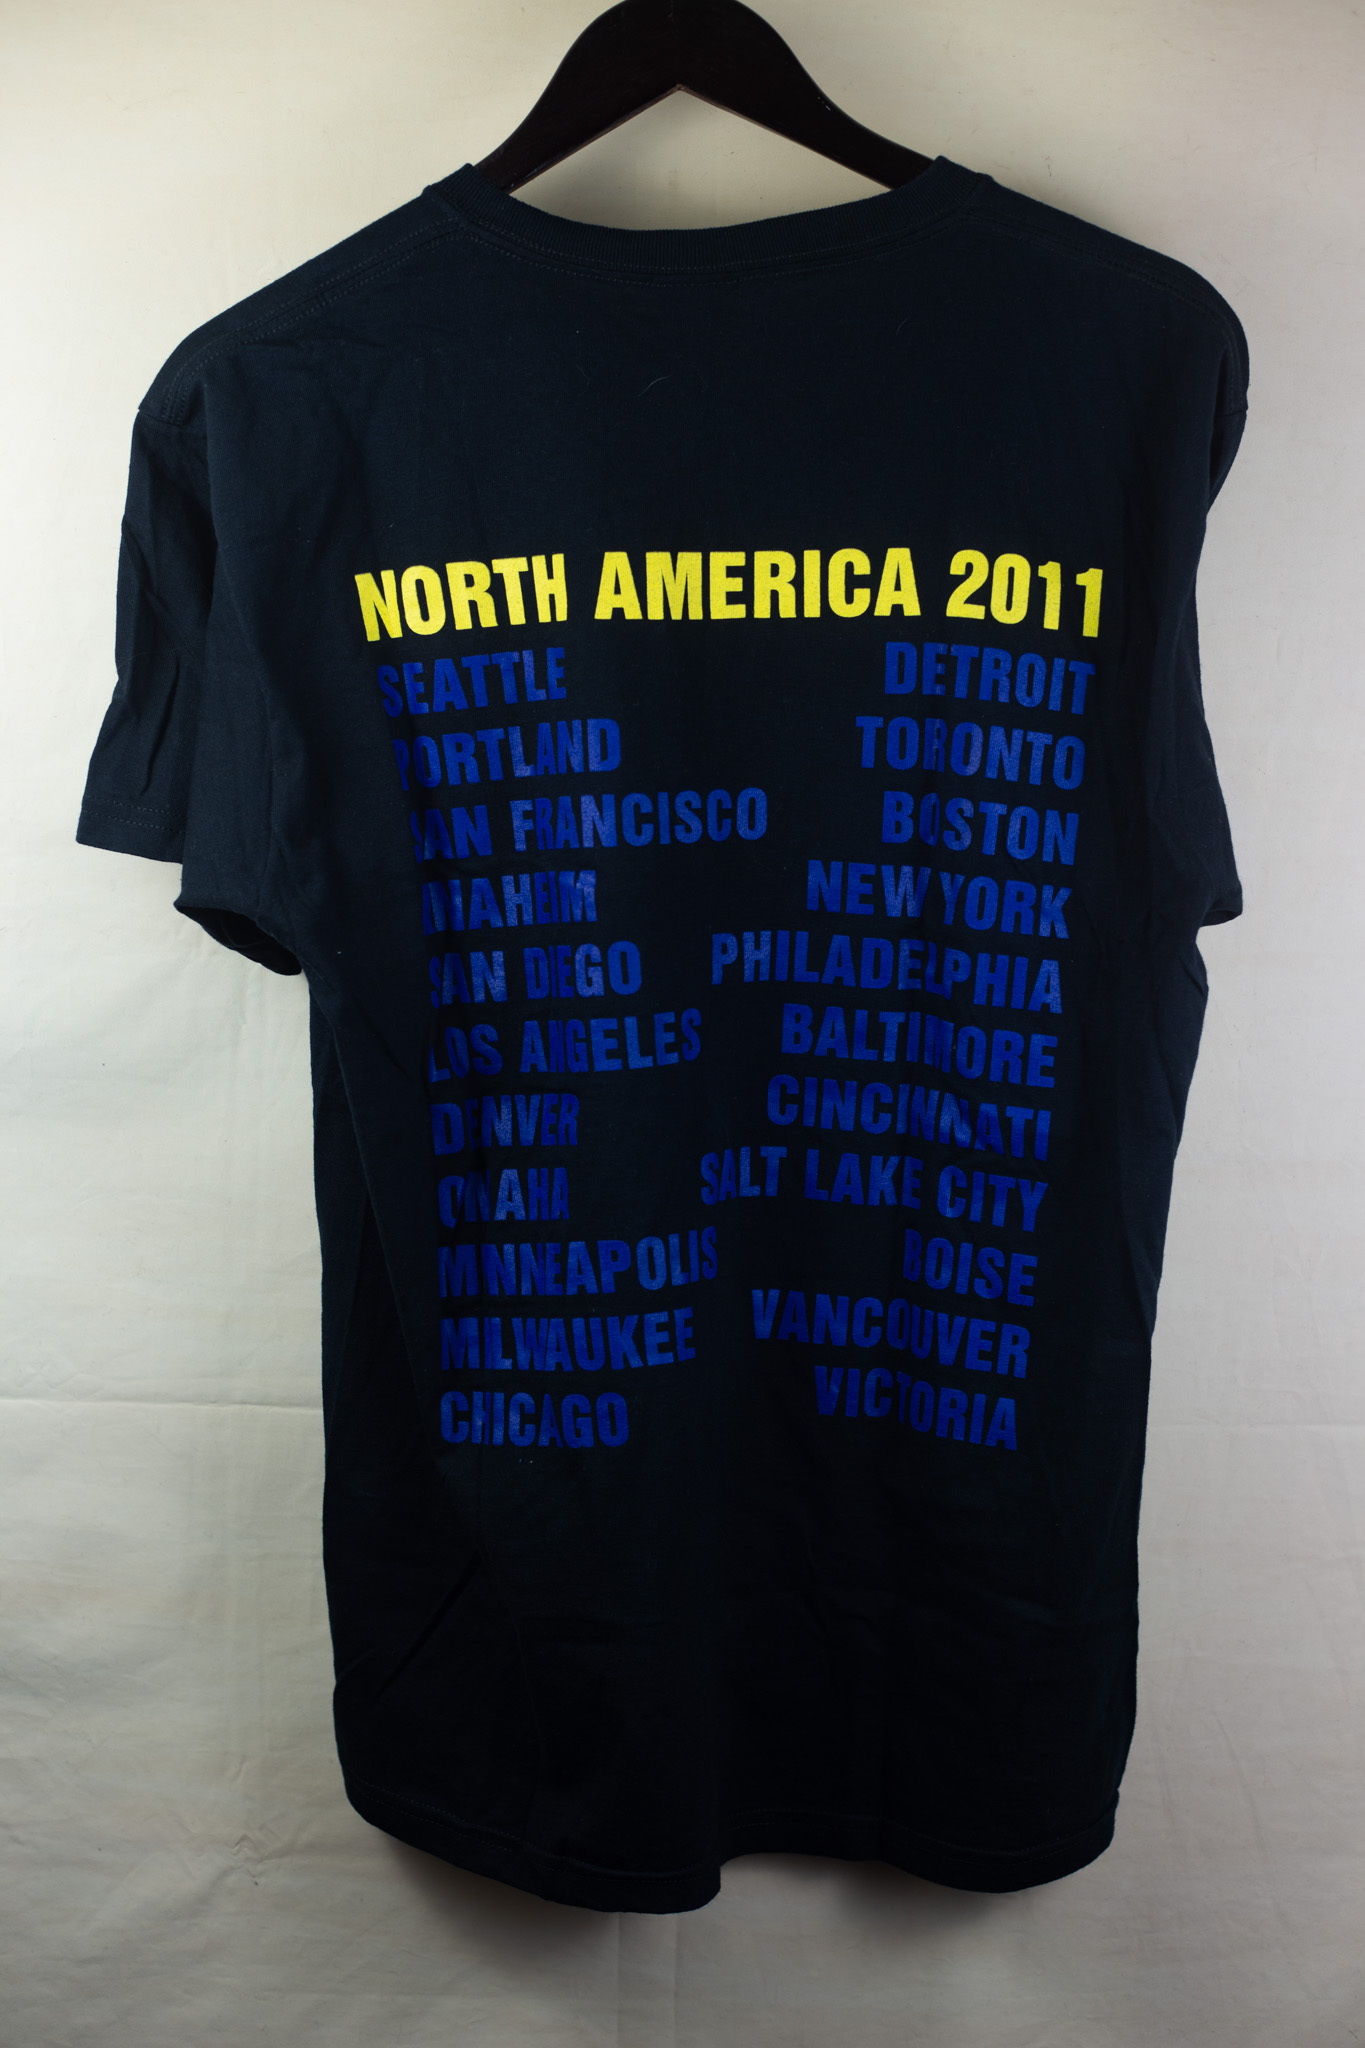 NORTH AMERICA 2011
SEATTLE
PORTLAND
SAN FRANCISCO
ANAHEIM
SAN DIEGO
LOS ANGELES
DENVER
OMAHA
MINNEAPOLIS
MILWAUKEE
CHICAGO
DETROIT
TORONTO
BOSTON
NEW YORK
PHILADELPHIA
BALTIMORE
CINCINNATI
SALT LAKE CITY
BOISE
VANCOUVER
VICTORIA